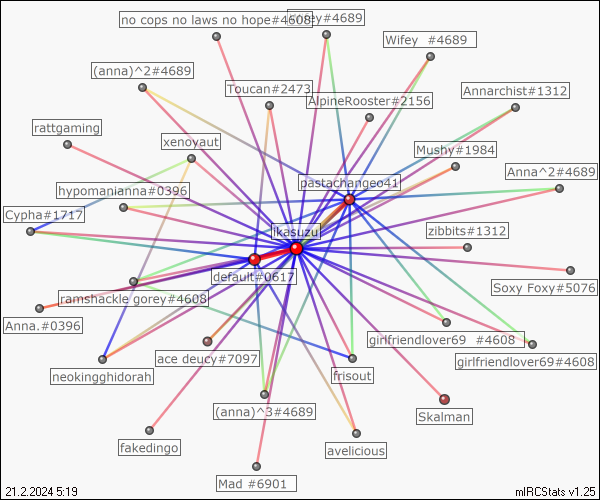 no cops no laws no hope#4608
#4689
Wifey  #4689
(anna)^2#4689
Toucan#2473
Annarchist#1312
AlpineRooster#2156
rattgaming
xenoyaut
Mushy#1984
Anna^2#4689
pastachangeo41
hypomanianna#0396
Cypha#1717
ikasuzu
zibbits#1312
default#0617
Soxy Foxy#5076
ramshackle gorey#4608
Anna.#0396
girlfriendlover69  #4608
ace deucy#7097
girlfriendlover69#4608
neokingghidorah
frisout
(anna)^3#4689
Skalman
fakedingo
avelicious
Mad #6901
21.2.2024 5:19
mIRCStats v1.25